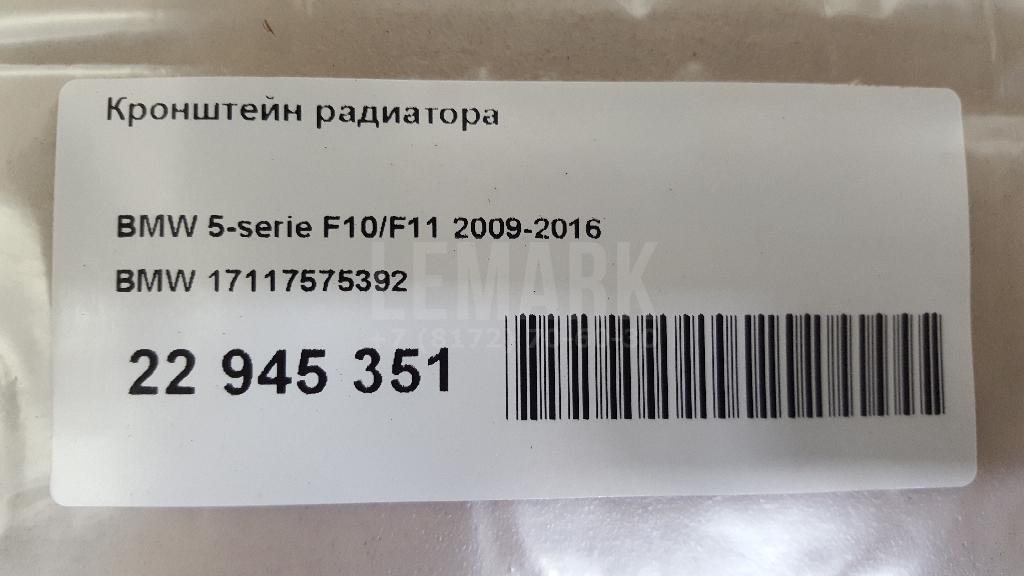 Кронштейн радиатора
BMW 5-serie F10/F11 2009-2016
BMW 17117575392
LEMARK
22 945 351